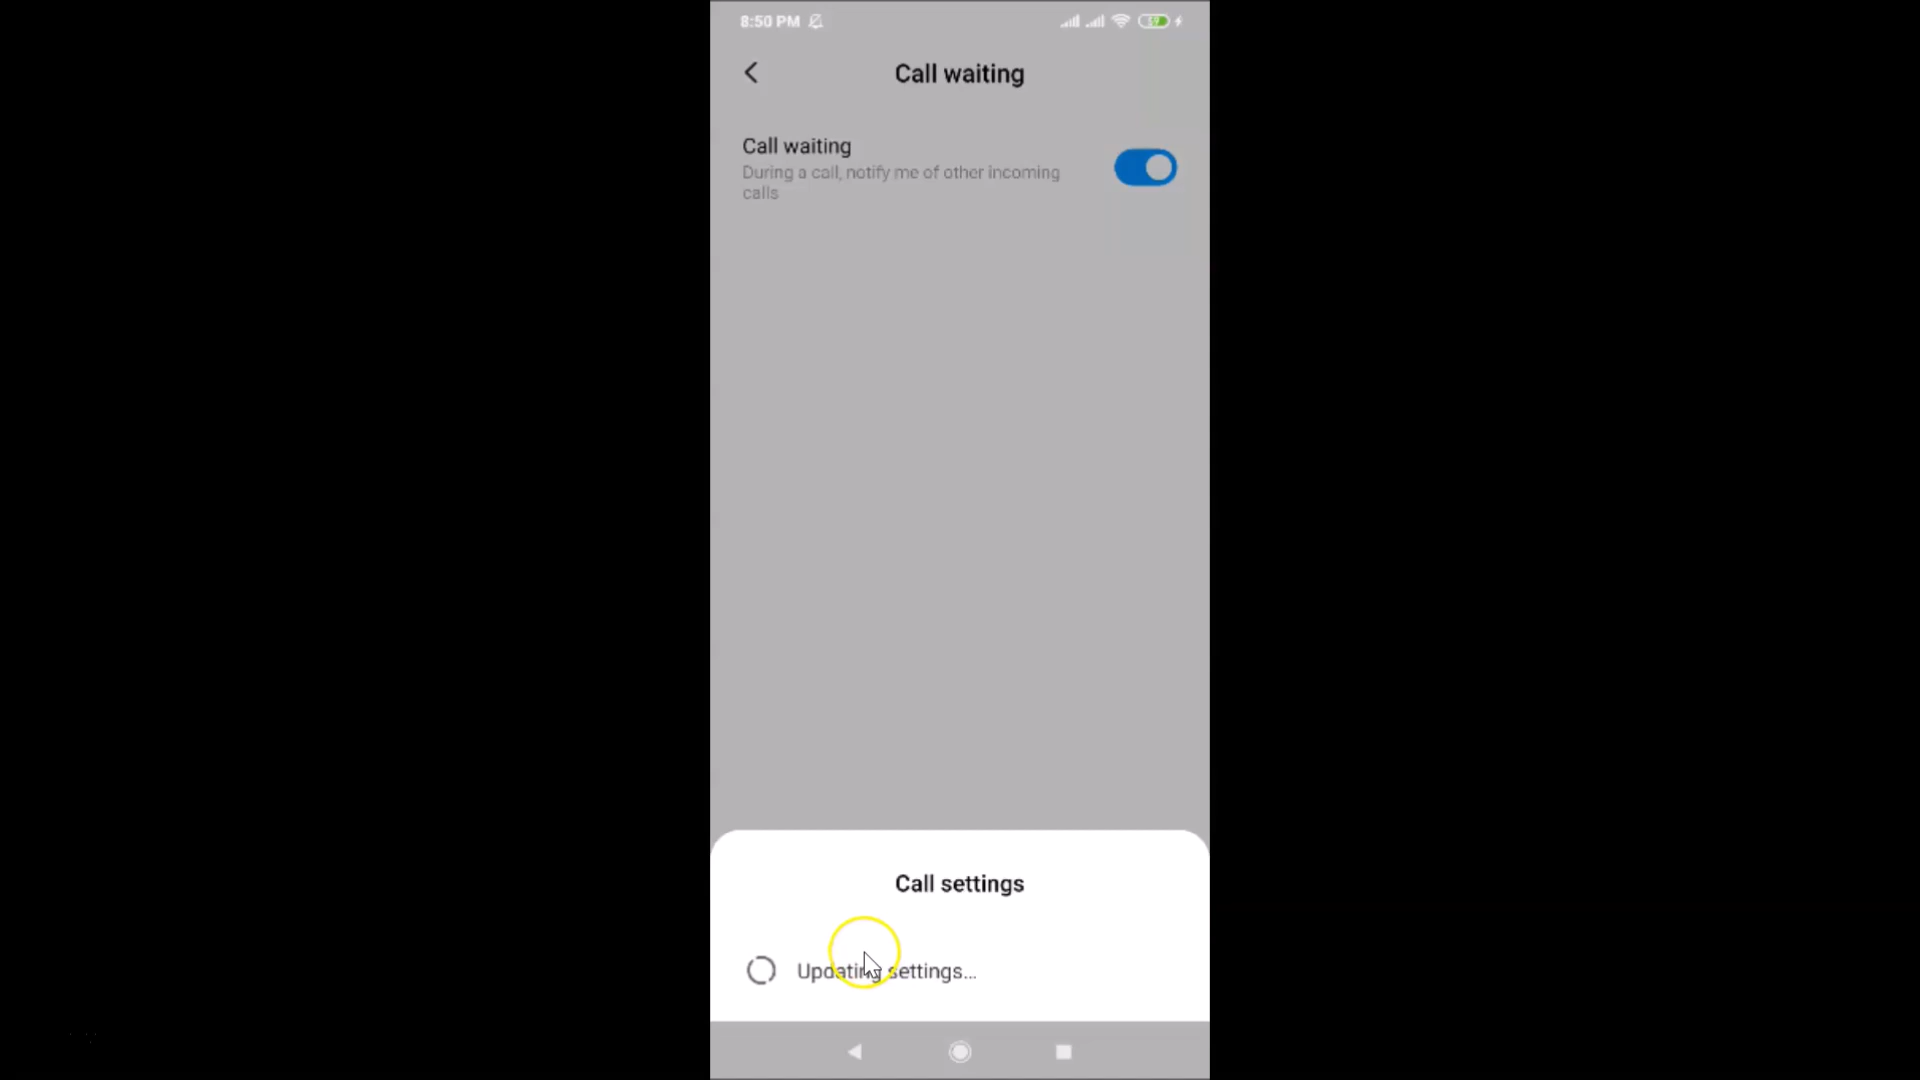 8:50 PM
59
Call waiting
Call waiting
During a call, notify me of other incoming
calls
Call settings
Updating settings...